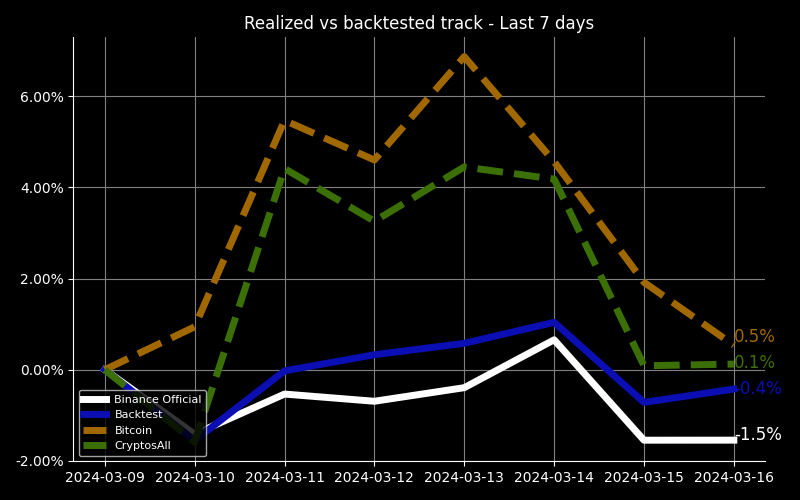 Realized vs backtested track - Last 7 days
6.00%
4.00%
2.00%
0.00%
-2.00%
0.5%
0.1%
-0.4%
-1.5%
Binance Official
Backtest
Bitcoin
CryptosAll
2024-03-09 2024-03-10 2024-03-11 2024-03-12 2024-03-13 2024-03-14 2024-03-15 2024-03-16